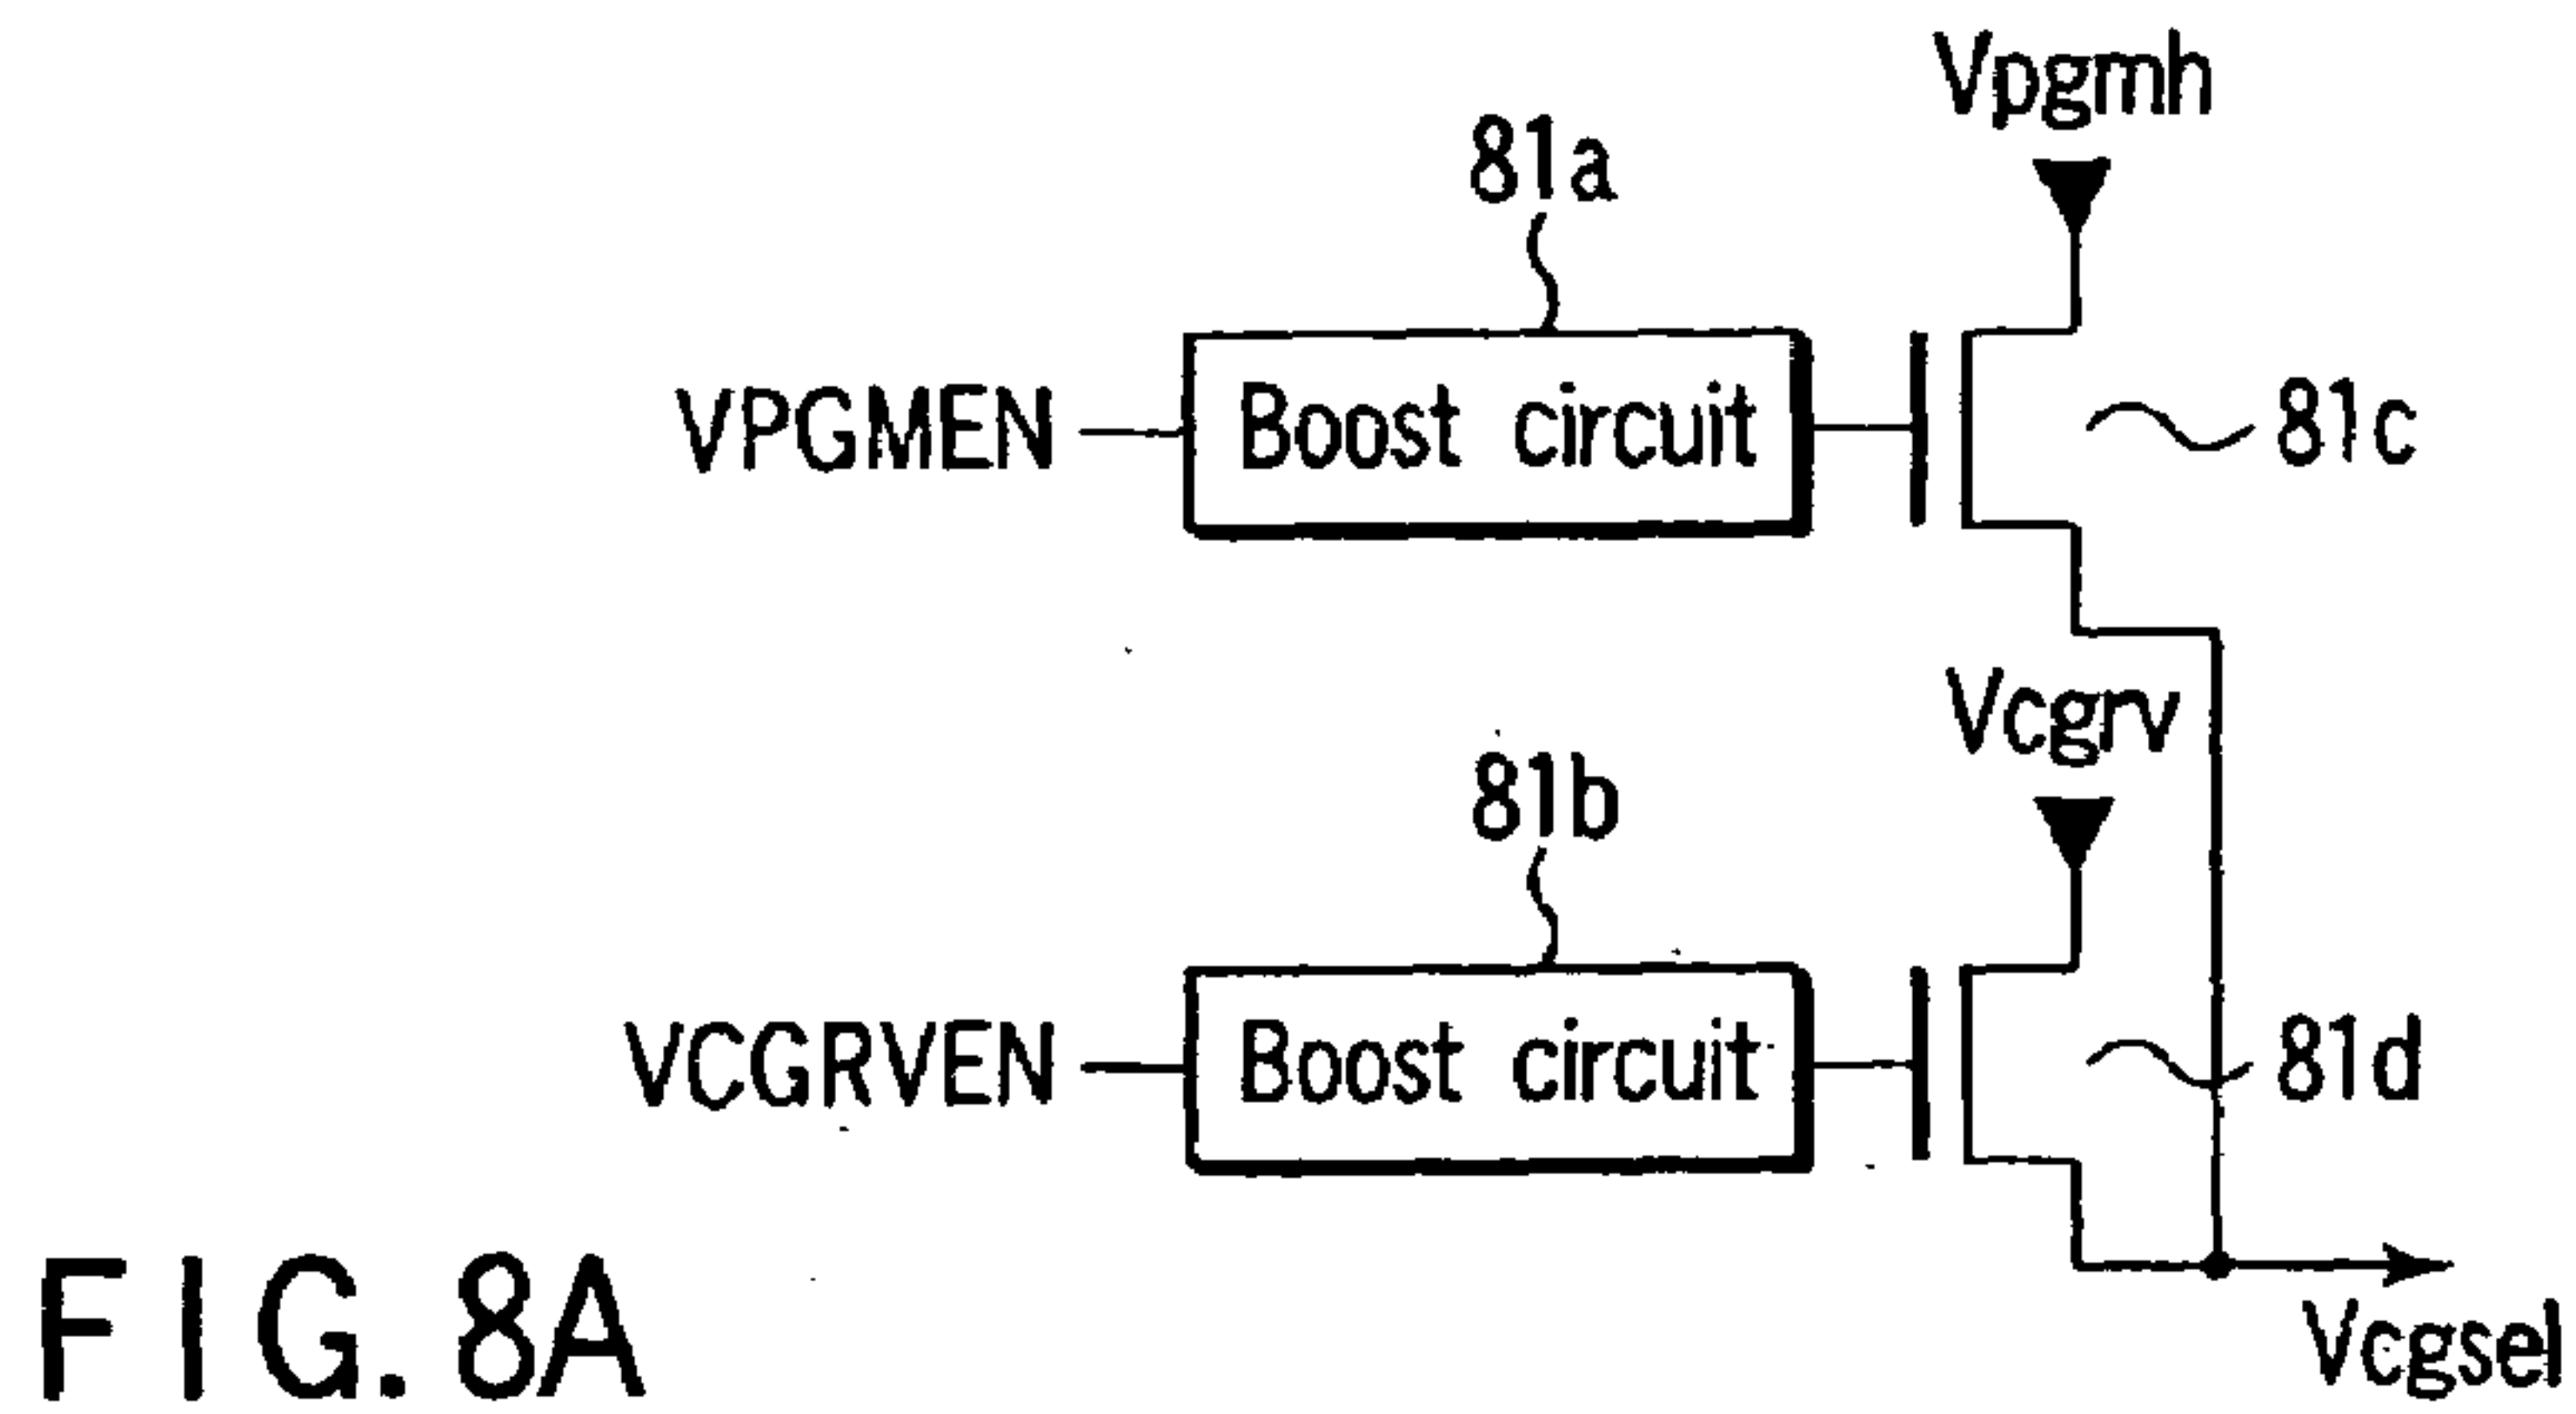 Vpgmh
81a
VPGMEN
Boost circuit
81c
Vcgrv
81b
VCGRVEN
Boost circuit
81d
Vcgsel
FIG. 8A